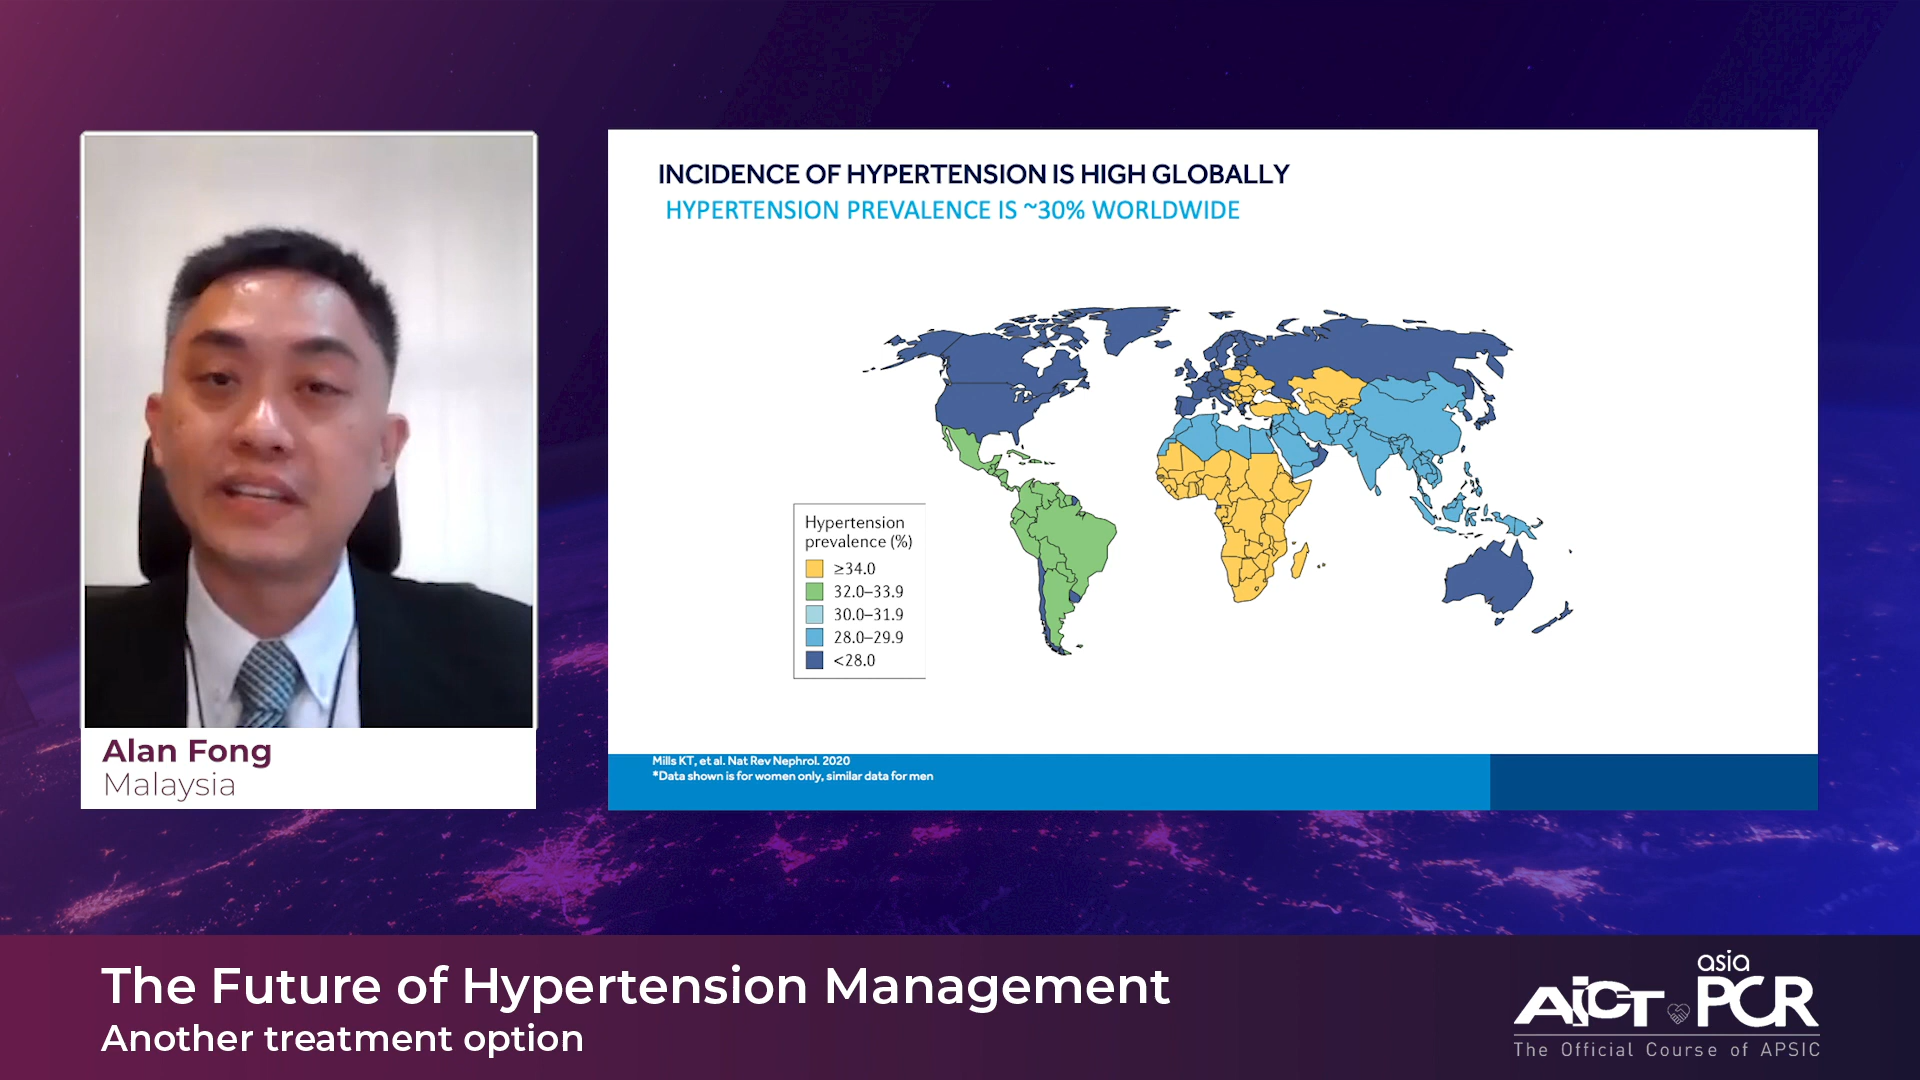 INCIDENCE OF HYPERTENSION IS HIGH GLOBALLY
HYPERTENSION PREVALENCE IS ~30% WORLDWIDE
Hypertension
prevalence (%)
≥34.0
32.0–33.9
30.0–31.9
28.0–29.9
<28.0
Mills KT, et al. Nat Rev Nephrol. 2020
*Data shown is for women only, similar data for men
Alan Fong
Malaysia
The Future of Hypertension Management
Another treatment option
asia
AICT PCR
The Official Course of APSIC